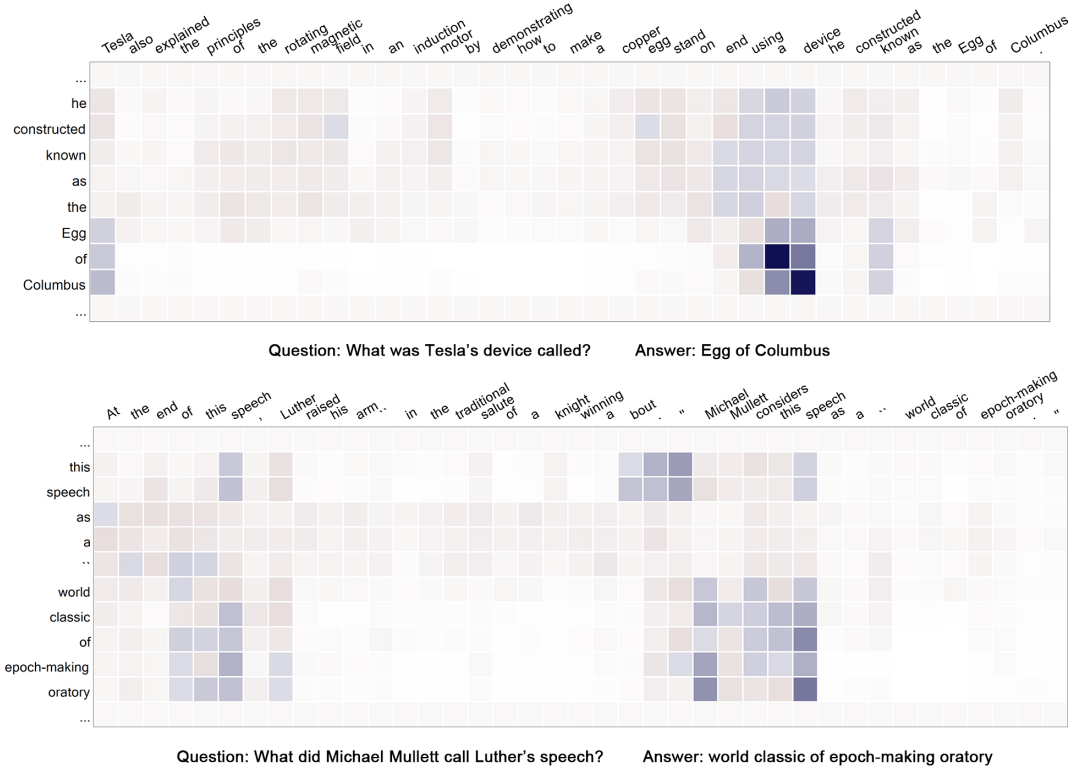 Tesla also explained the principles of the rotating magnetic field in an induction motor by demonstrating how to make a copper egg stand on end using a device he constructed known as the Egg of Columbus .
...
he
constructed
known
as
the
Egg
of
Columbus
...
Question: What was Tesla's device called? Answer: Egg of Columbus
At the end of this speech , Luther raised his arm `` in the traditional salute of a knight winning a bout . " Michael Mullett considers this speech as a `` world classic of epoch-making oratory . "
...
this
speech
as
a
``
world
classic
of
epoch-making
oratory
...
Question: What did Michael Mullett call Luther's speech? Answer: world classic of epoch-making oratory